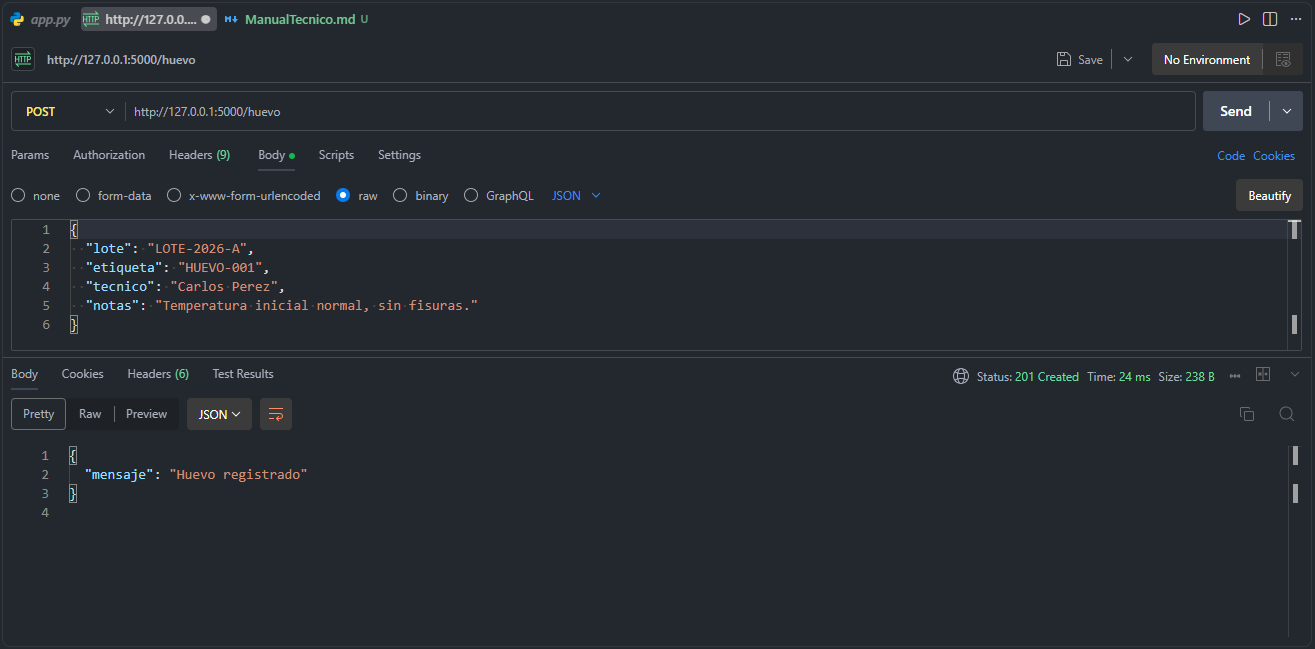 app.py HTTP http://127.0.0.... ManualTecnico.md U
HTTP http://127.0.0.1:5000/huevo Save No Environment
POST http://127.0.0.1:5000/huevo Send
Params Authorization Headers (9) Body Scripts Settings Code Cookies
none form-data x-www-form-urlencoded raw binary GraphQL JSON Beautify
1 {
2 "lote": "LOTE-2026-A",
3 "etiqueta": "HUEVO-001",
4 "tecnico": "Carlos Perez",
5 "notas": "Temperatura inicial normal, sin fisuras."
6 }
Body Cookies Headers (6) Test Results Status: 201 Created Time: 24 ms Size: 238 B
Pretty Raw Preview JSON
1 {
2 "mensaje": "Huevo registrado"
3 }
4